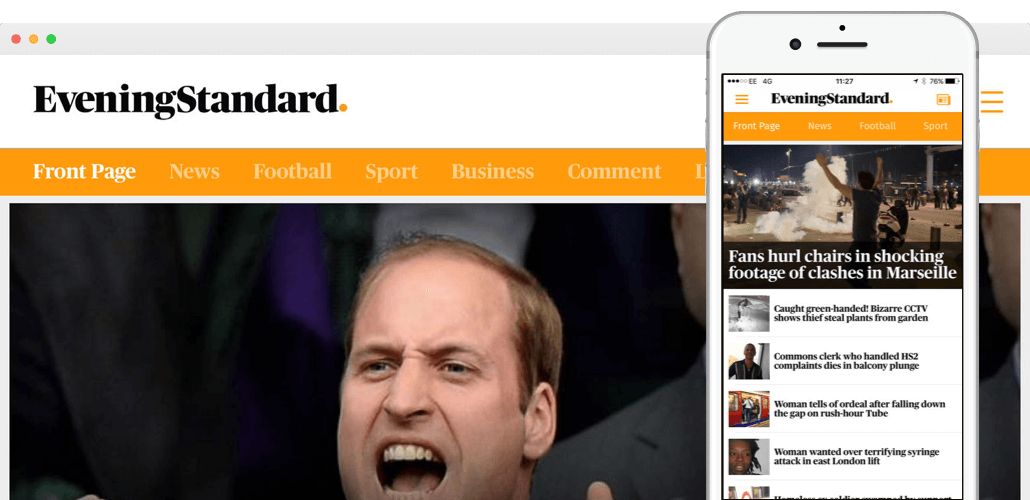 EveningStandard.
Front Page News Football Sport Business Comment
EE 4G 11:27 76%
EveningStandard.
Front Page News Football Sport
Fans hurl chairs in shocking
footage of clashes in Marseille
Caught green-handed! Bizarre CCTV
shows thief steal plants from garden
Commons clerk who handled HS2
complaints dies in balcony plunge
Woman tells of ordeal after falling down
the gap on rush-hour Tube
Woman wanted over terrifying syringe
attack in east London lift